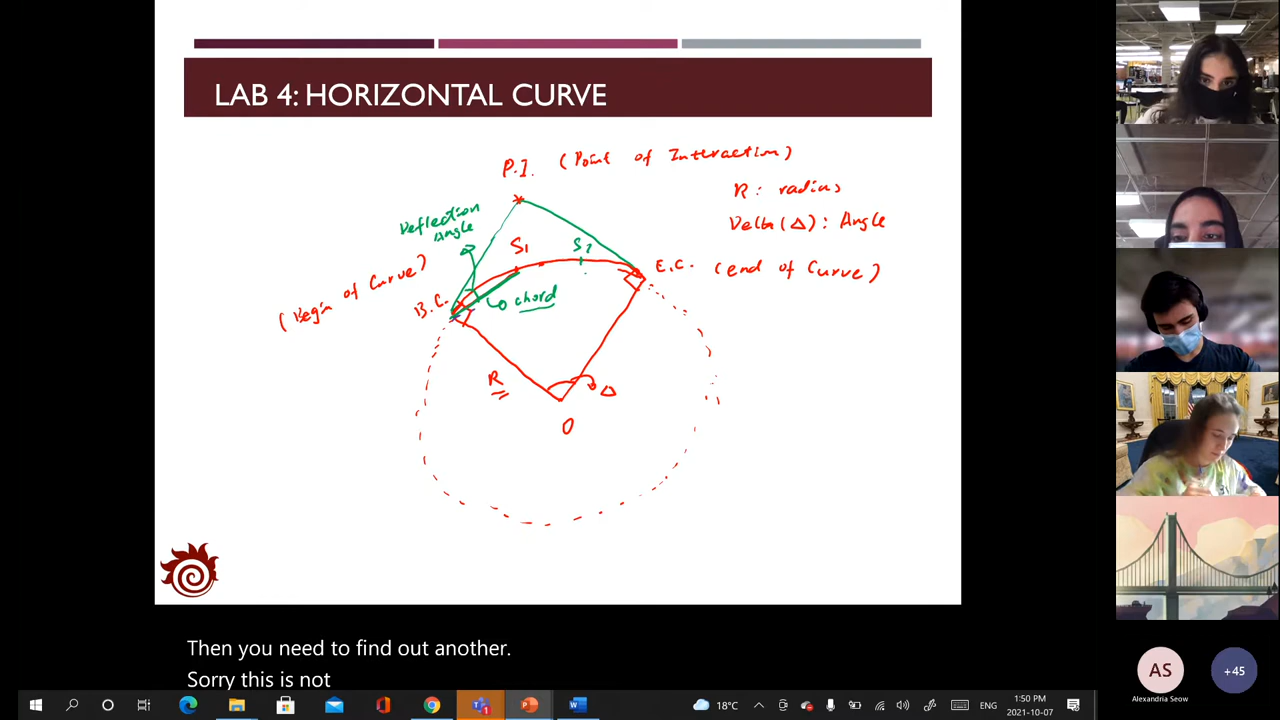 LAB 4: HORIZONTAL CURVE
P.I. (Point of Interaction)
R: radius
Deflection
Angle
Delta (Δ): Angle
S1
S2
E.C. (end of Curve)
(Begin of Curve)
B.C.
chord
R
Δ
O
Then you need to find out another.
Sorry this is not
AS
Alexandria Seow
+45
1
18°C
ENG
1:50 PM
2021-10-07